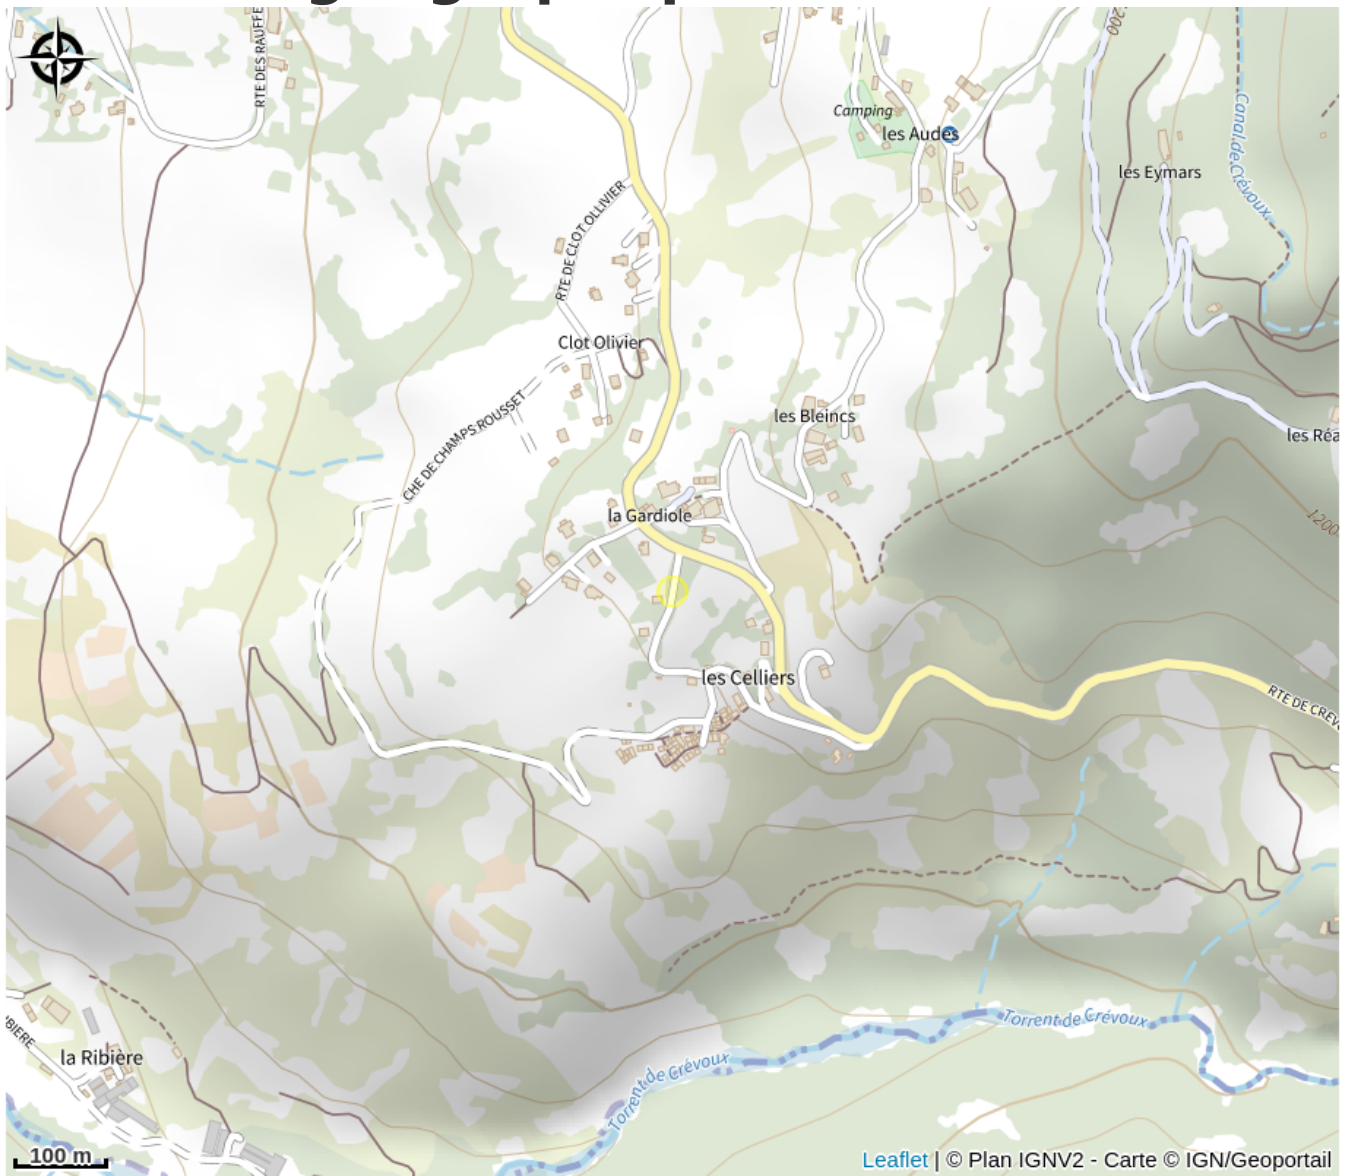 RTE DES RAUFFE
1200
Camping
les Audes
les Eymars
Canal de Crévoux
RTE DE CLOT OLLIVIER
Clot Olivier
CHE DE CHAMPS ROUSSET
les Bleincs
les Réa
la Gardiole
1200
les Celliers
RTE DE CREV
Torrent de Crévoux
IBIERE
la Ribière
Torrent de Crévoux
100 m
Leaflet | © Plan IGNV2 - Carte © IGN/Geoportail